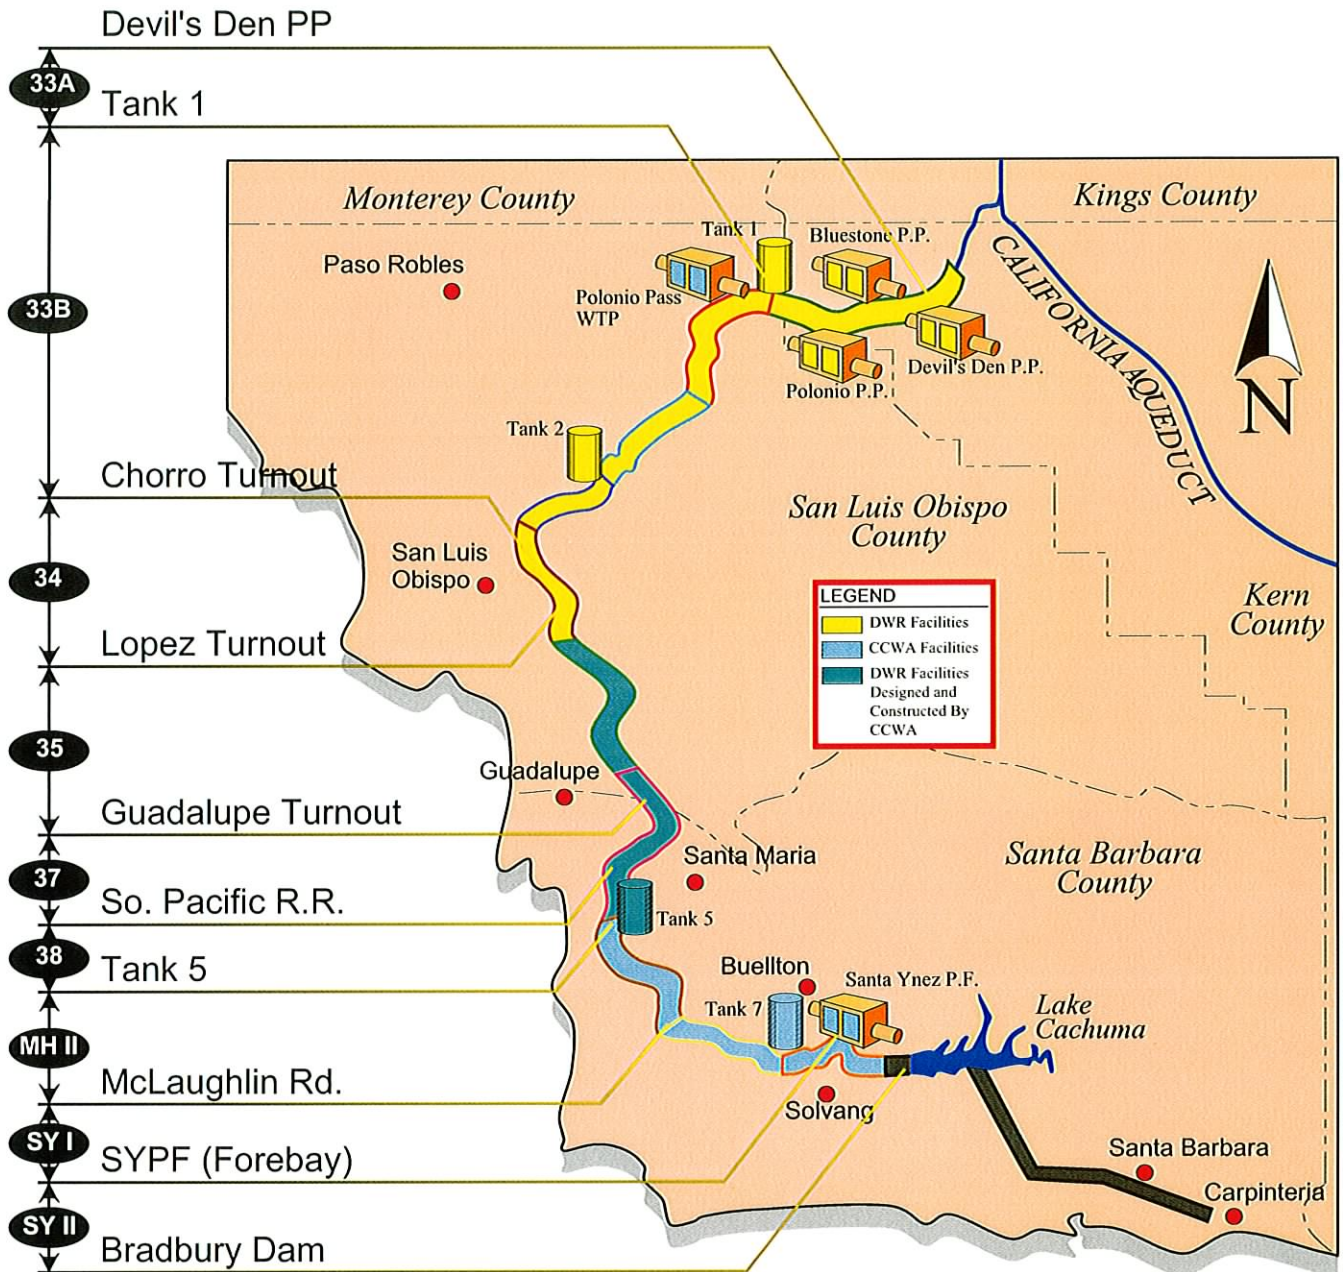 Devil's Den PP
33A
Tank 1
33B
Chorro Turnout
34
Lopez Turnout
35
Guadalupe Turnout
37
So. Pacific R.R.
38
Tank 5
MH II
McLaughlin Rd.
SY I
SYPF (Forebay)
SY II
Bradbury Dam
Monterey County
Kings County
Tank 1
Bluestone P.P.
Paso Robles
Polonio Pass
WTP
CALIFORNIA AQUEDUCT
Devil's Den P.P.
Polonio P.P.
N
Tank 2
San Luis Obispo
County
San Luis
Obispo
Kern
County
LEGEND
DWR Facilities
CCWA Facilities
DWR Facilities
Designed and
Constructed By
CCWA
Guadalupe
Santa Maria
Santa Barbara
County
Tank 5
Buellton
Santa Ynez P.F.
Tank 7
Lake
Cachuma
Solvang
Santa Barbara
Carpinteria